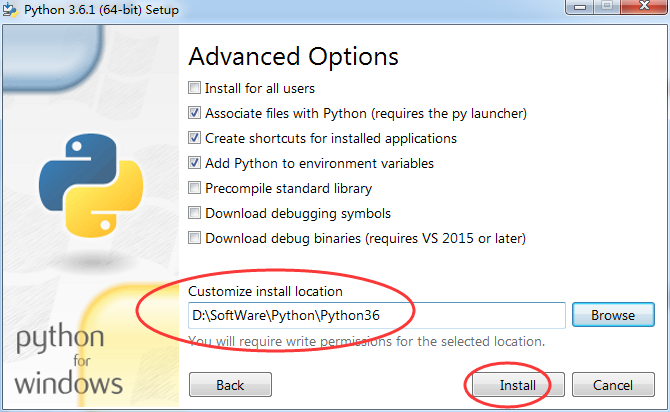 Python 3.6.1 (64-bit) Setup
Advanced Options
Install for all users
Associate files with Python (requires the py launcher)
Create shortcuts for installed applications
Add Python to environment variables
Precompile standard library
Download debugging symbols
Download debug binaries (requires VS 2015 or later)
Customize install location
D:\SoftWare\Python\Python36
Browse
You will require write permissions for the selected location.
python
for
windows
Back
Install
Cancel